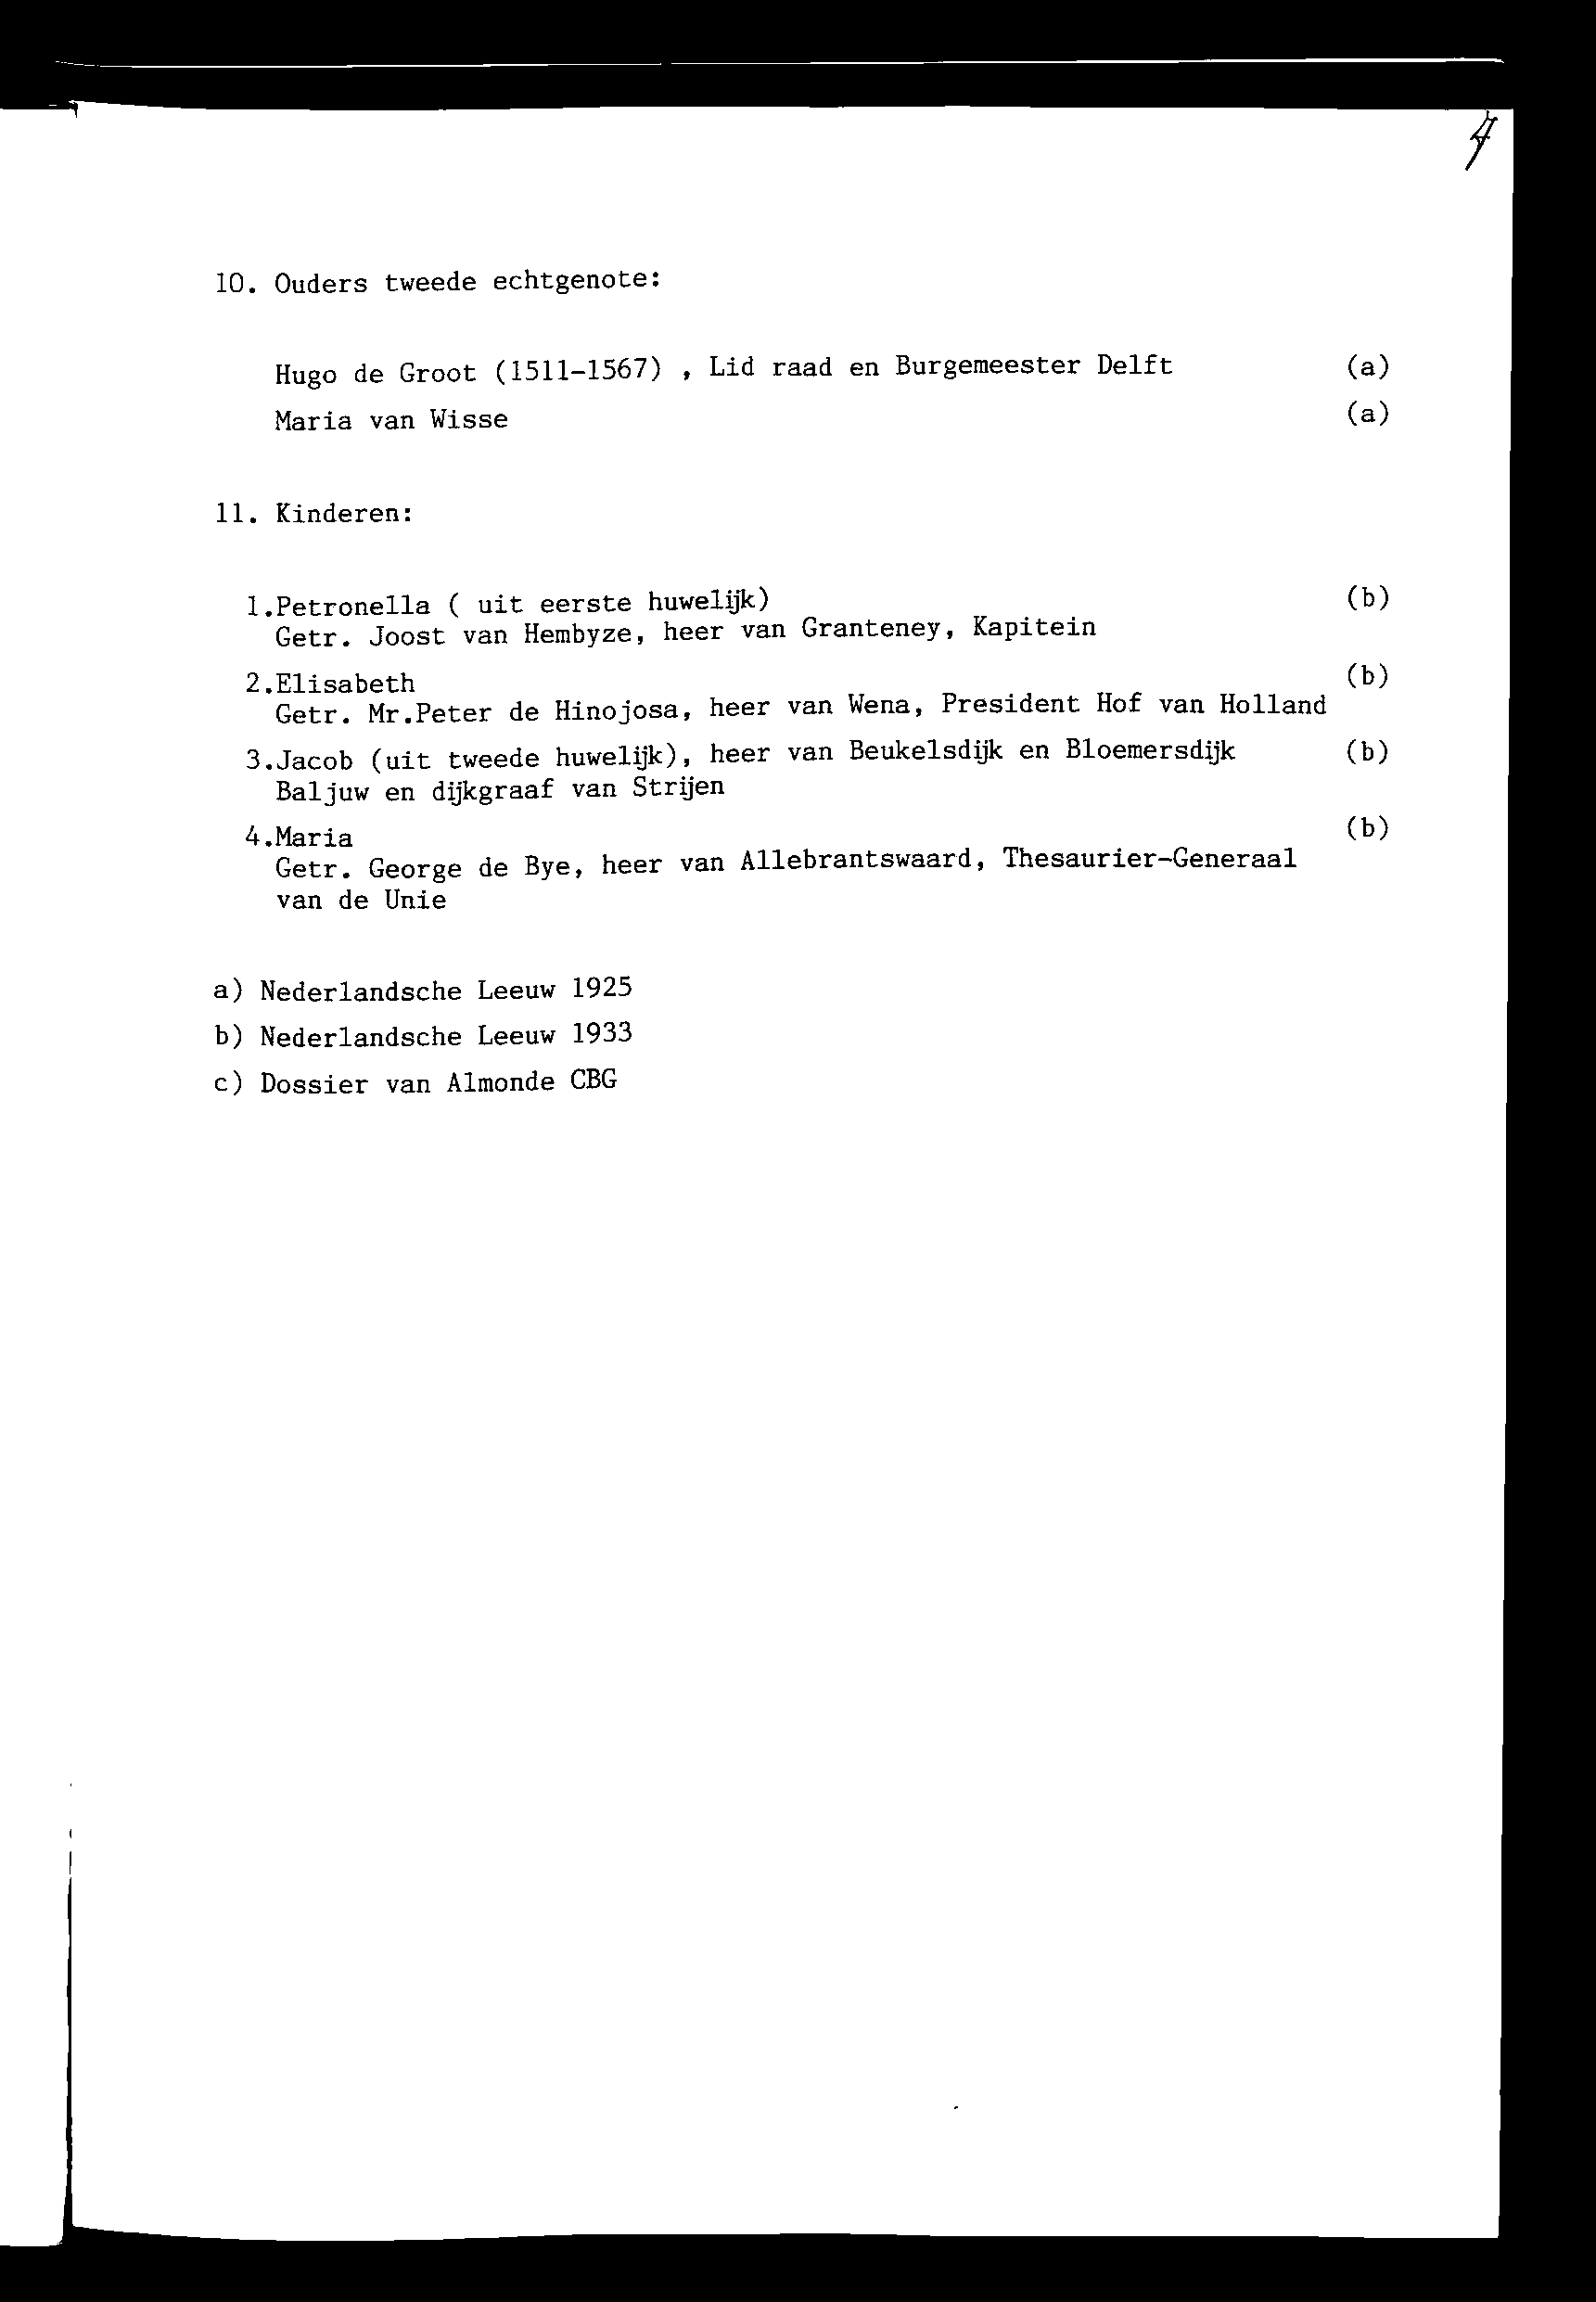 4
10. Ouders tweede echtgenote:
Hugo de Groot (1511-1567) , Lid raad en Burgemeester Delft (a)
Maria van Wisse (a)
11. Kinderen:
1.Petronella ( uit eerste huwelijk) (b)
Getr. Joost van Hembyze, heer van Granteney, Kapitein
2.Elisabeth (b)
Getr. Mr.Peter de Hinojosa, heer van Wena, President Hof van Holland
3.Jacob (uit tweede huwelijk), heer van Beukelsdijk en Bloemersdijk (b)
Baljuw en dijkgraaf van Strijen
4.Maria (b)
Getr. George de Bye, heer van Allebrantswaard, Thesaurier-Generaal
van de Unie
a) Nederlandsche Leeuw 1925
b) Nederlandsche Leeuw 1933
c) Dossier van Almonde CBG